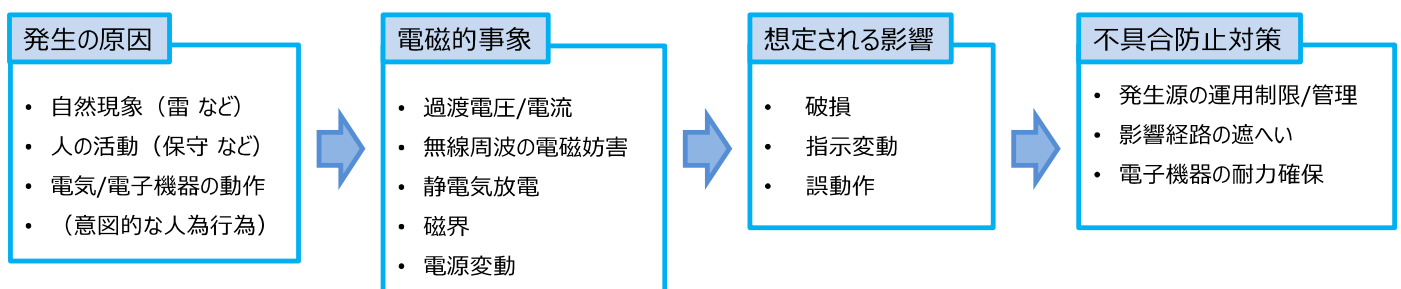 発生の原因
・ 自然現象（雷 など）
・ 人の活動（保守 など）
・ 電気/電子機器の動作
・ （意図的な人為行為）
電磁的事象
・ 過渡電圧/電流
・ 無線周波の電磁妨害
・ 静電気放電
・ 磁界
・ 電源変動
想定される影響
・ 破損
・ 指示変動
・ 誤動作
不具合防止対策
・ 発生源の運用制限/管理
・ 影響経路の遮へい
・ 電子機器の耐力確保